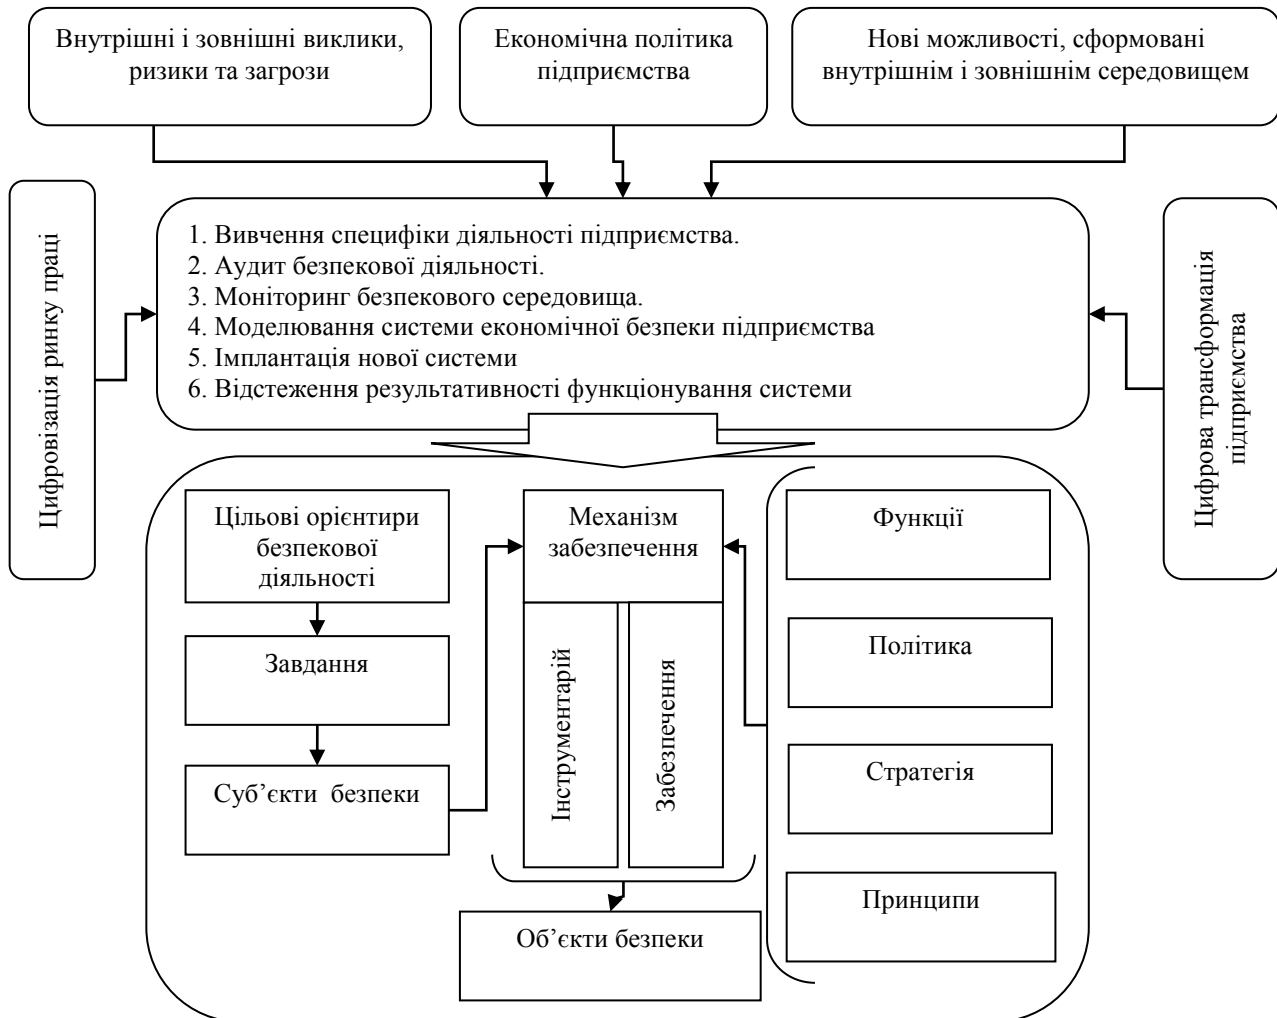 Внутрішні і зовнішні виклики,
ризики та загрози
Економічна політика
підприємства
Нові можливості, сформовані
внутрішнім і зовнішнім середовищем
Цифровізація ринку праці
1. Вивчення специфіки діяльності підприємства.
2. Аудит безпекової діяльності.
3. Моніторинг безпекового середовища.
4. Моделювання системи економічної безпеки підприємства
5. Імплантація нової системи
6. Відстеження результативності функціонування системи
Цифрова трансформація
підприємства
Цільові орієнтири
безпекової
діяльності
Завдання
Суб’єкти безпеки
Механізм
забезпечення
Інструментарій
Забезпечення
Об’єкти безпеки
Функції
Політика
Стратегія
Принципи